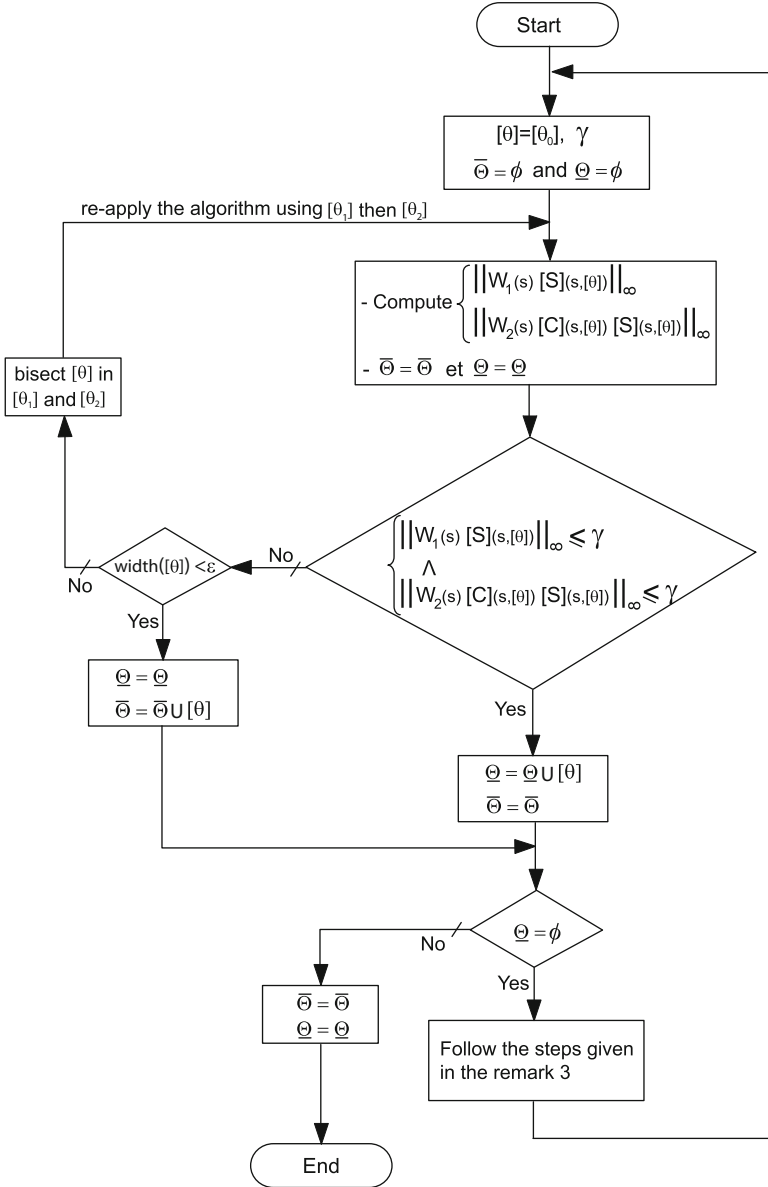 Start
[θ]=[θ₀], γ
Θ̅ = ϕ and Θ̲ = ϕ
re-apply the algorithm using [θ₁] then [θ₂]
- Compute { ||W₁(s) [S](s,[θ])||∞
||W₂(s) [C](s,[θ]) [S](s,[θ])||∞
- Θ̅ = Θ̅ et Θ̲ = Θ̲
bisect [θ] in
[θ₁] and [θ₂]
{ ||W₁(s) [S](s,[θ])||∞ ⩽ γ
Λ
||W₂(s) [C](s,[θ]) [S](s,[θ])||∞ ⩽ γ
No
width([θ]) <ε
No
Yes
Θ̲ = Θ̲
Θ̅ = Θ̅∪[θ]
Yes
Θ̲ = Θ̲∪[θ]
Θ̅ = Θ̅
Θ̲ = ϕ
No
Yes
Θ̅ = Θ̅
Θ̲ = Θ̲
Follow the steps given
in the remark 3
End